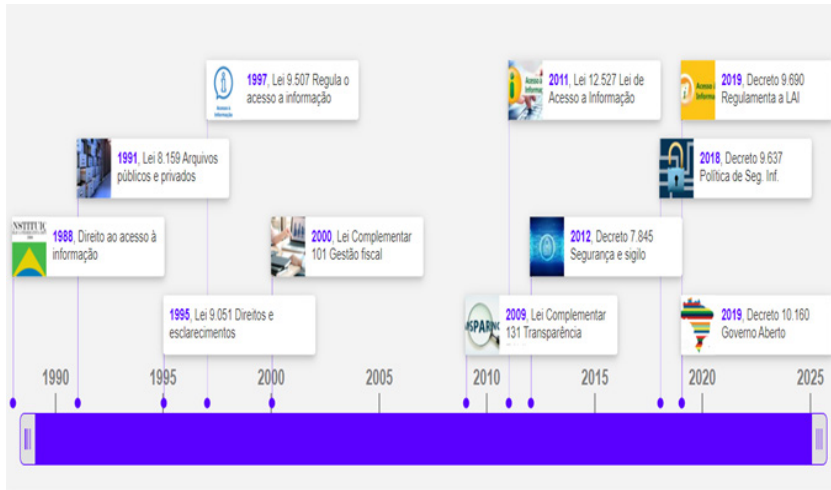 1997, Lei 9.507 Regula o
acesso a informação
2011, Lei 12.527 Lei de
Acesso a Informação
2019, Decreto 9.690
Regulamenta a LAI
1991, Lei 8.159 Arquivos
públicos e privados
2018, Decreto 9.637
Política de Seg. Inf.
1988, Direito ao acesso à
informação
2000, Lei Complementar
101 Gestão fiscal
2012, Decreto 7.845
Segurança e sigilo
1995, Lei 9.051 Direitos e
esclarecimentos
2009, Lei Complementar
131 Transparência
2019, Decreto 10.160
Governo Aberto
1990
1995
2000
2005
2010
2015
2020
2025